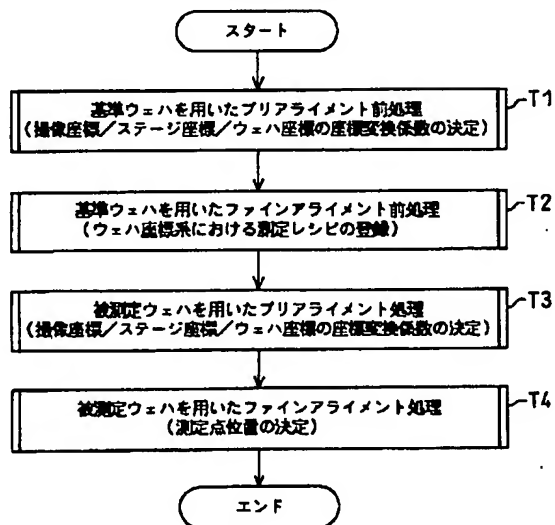 スタート
基準ウェハを用いたプリアライメント前処理
(撮像座標/ステージ座標/ウェハ座標の座標変換係数の決定)
T1
基準ウェハを用いたファインアライメント前処理
(ウェハ座標系における測定レシピの登録)
T2
被測定ウェハを用いたプリアライメント処理
(撮像座標/ステージ座標/ウェハ座標の座標変換係数の決定)
T3
被測定ウェハを用いたファインアライメント処理
(測定点位置の決定)
T4
エンド